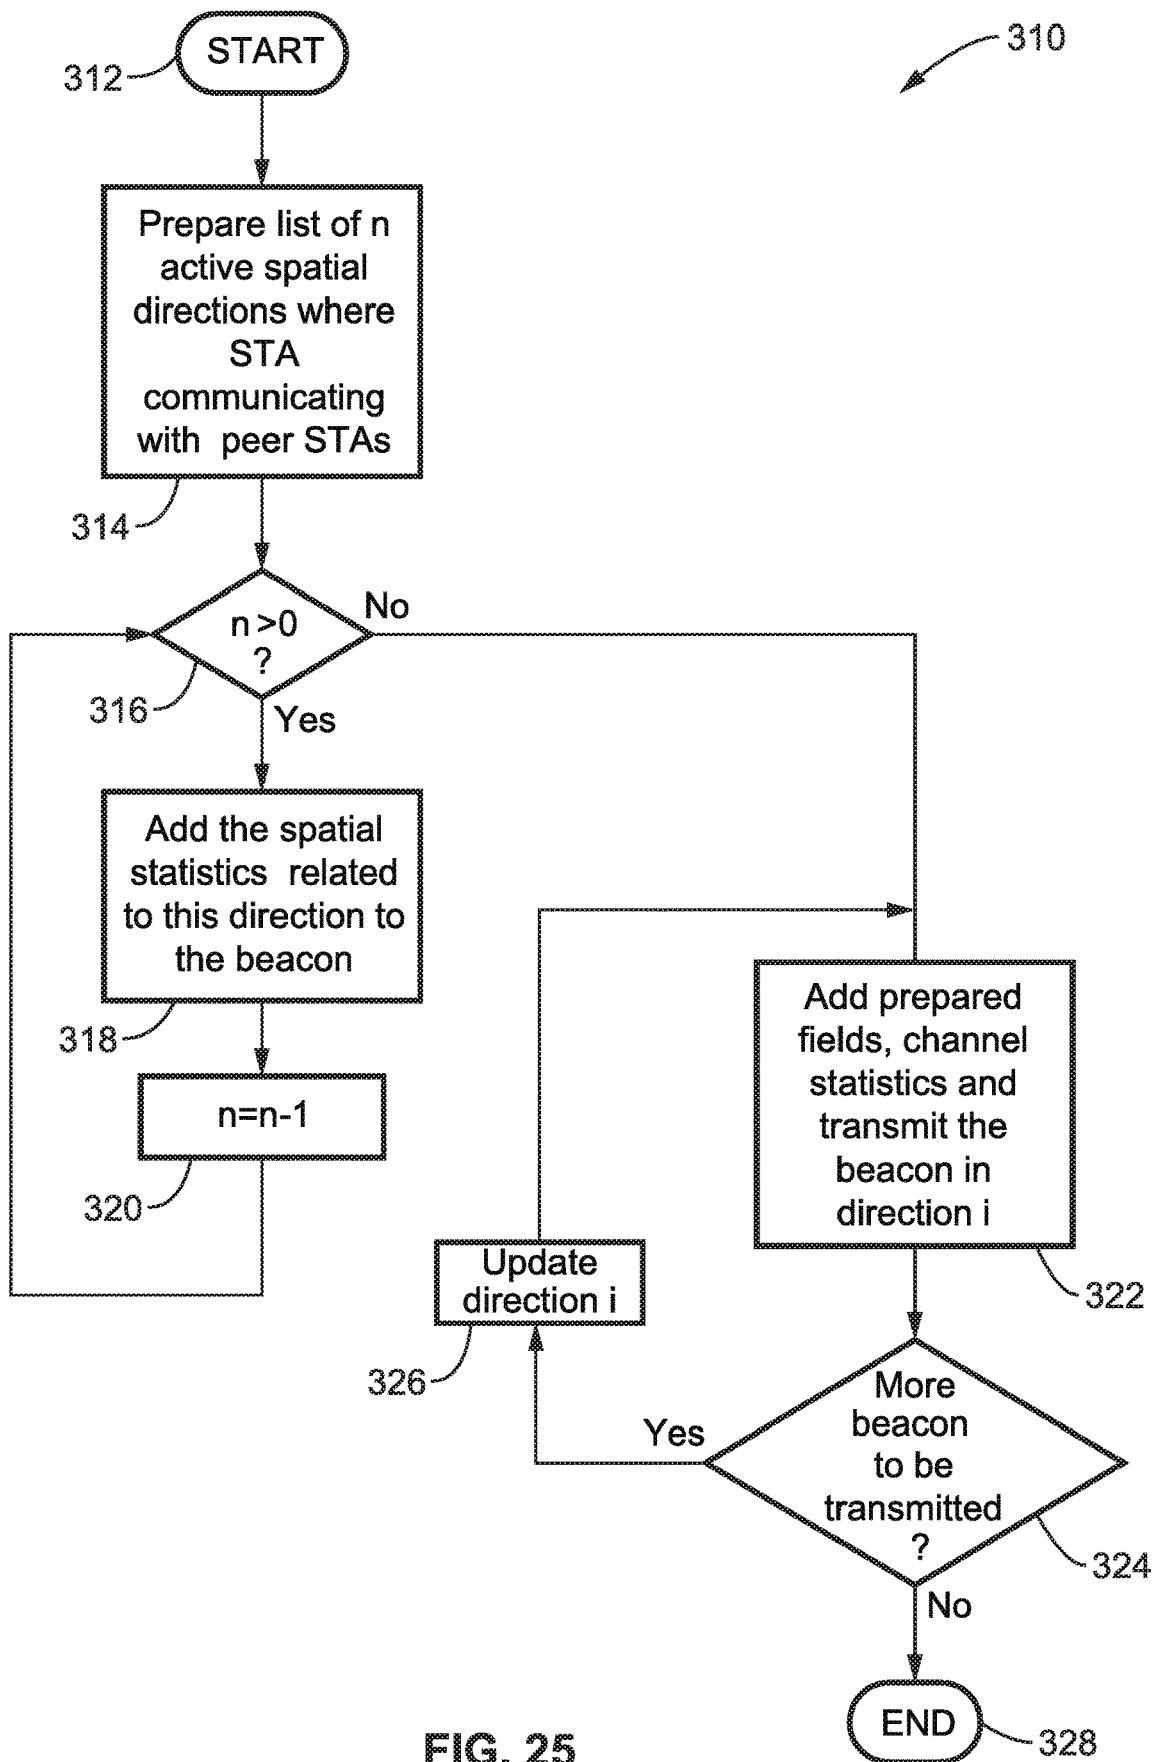 START
312
310
Prepare list of n
active spatial
directions where
STA
communicating
with peer STAs
314
n>0
?
No
316
Yes
Add the spatial
statistics related
to this direction to
the beacon
318
n=n-1
320
Add prepared
fields, channel
statistics and
transmit the
beacon in
direction i
322
Update
direction i
326
More
beacon
to be
transmitted
?
Yes
324
No
END
328
FIG. 25